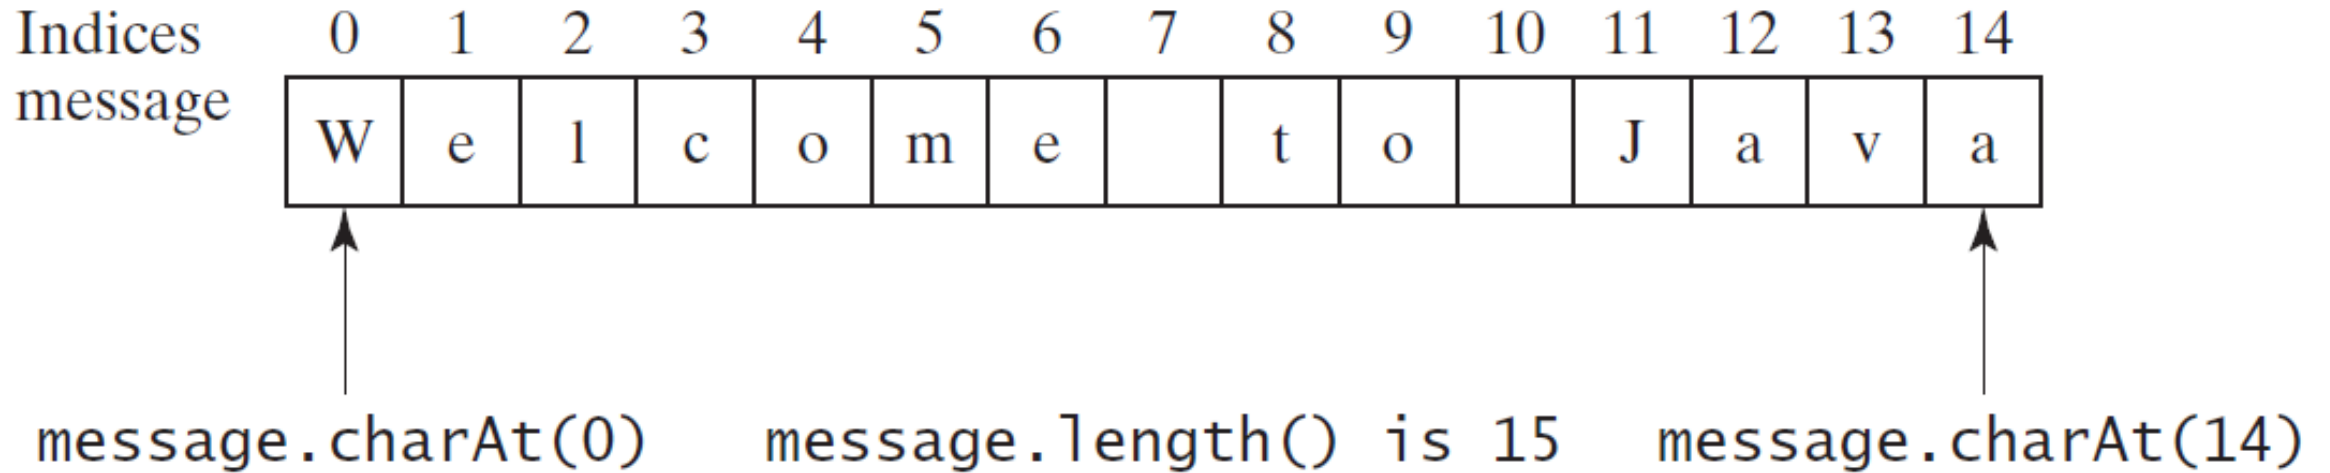 Indices 0 1 2 3 4 5 6 7 8 9 10 11 12 13 14
message
W e l c o m e t o J a v a
message.charAt(0) message.length() is 15 message.charAt(14)